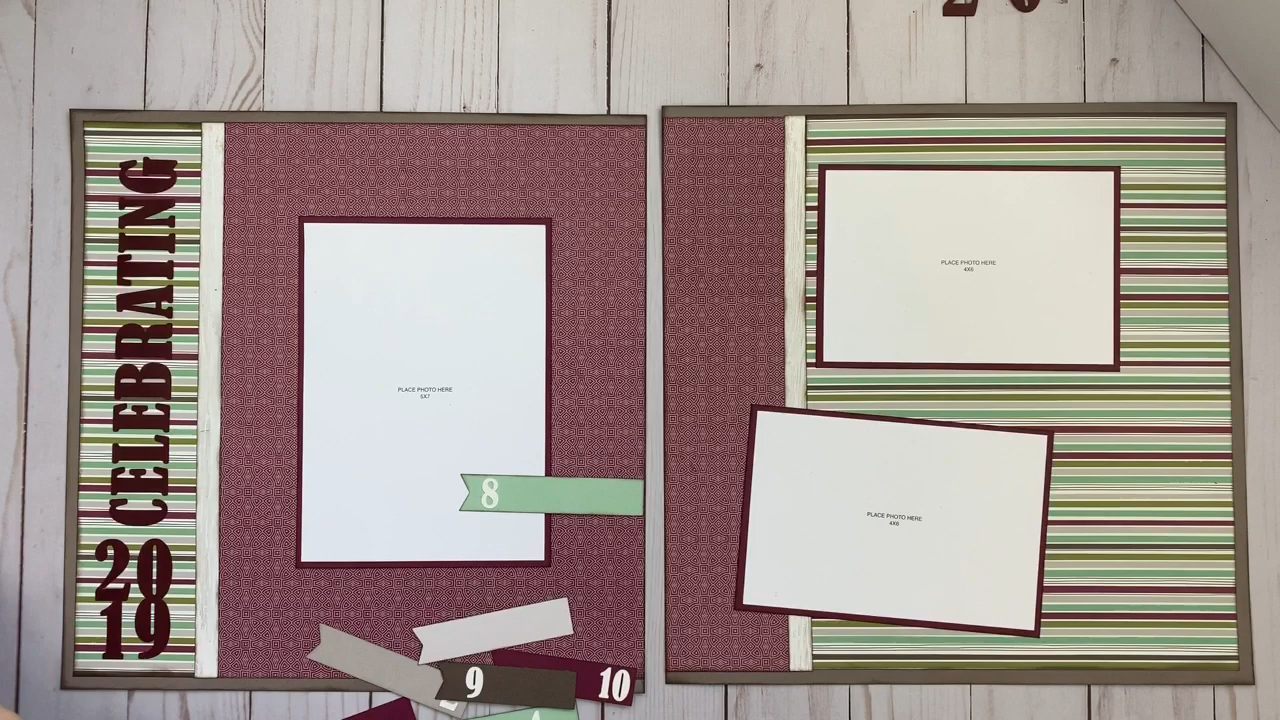 CELEBRATING
20
19
PLACE PHOTO HERE
5X7
8
9
10
PLACE PHOTO HERE
4X6
PLACE PHOTO HERE
4X6